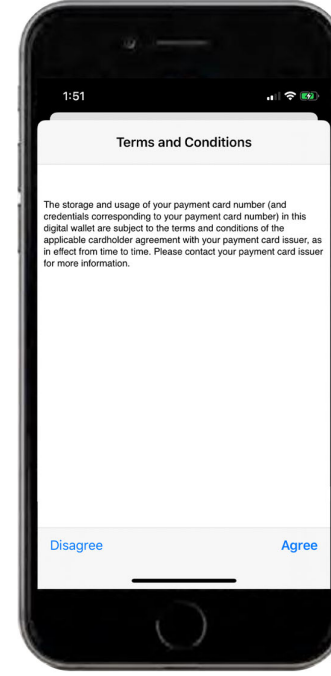 1:51
Terms and Conditions
The storage and usage of your payment card number (and
credentials corresponding to your payment card number) in this
digital wallet are subject to the terms and conditions of the
applicable cardholder agreement with your payment card issuer, as
in effect from time to time. Please contact your payment card issuer
for more information.
Disagree Agree